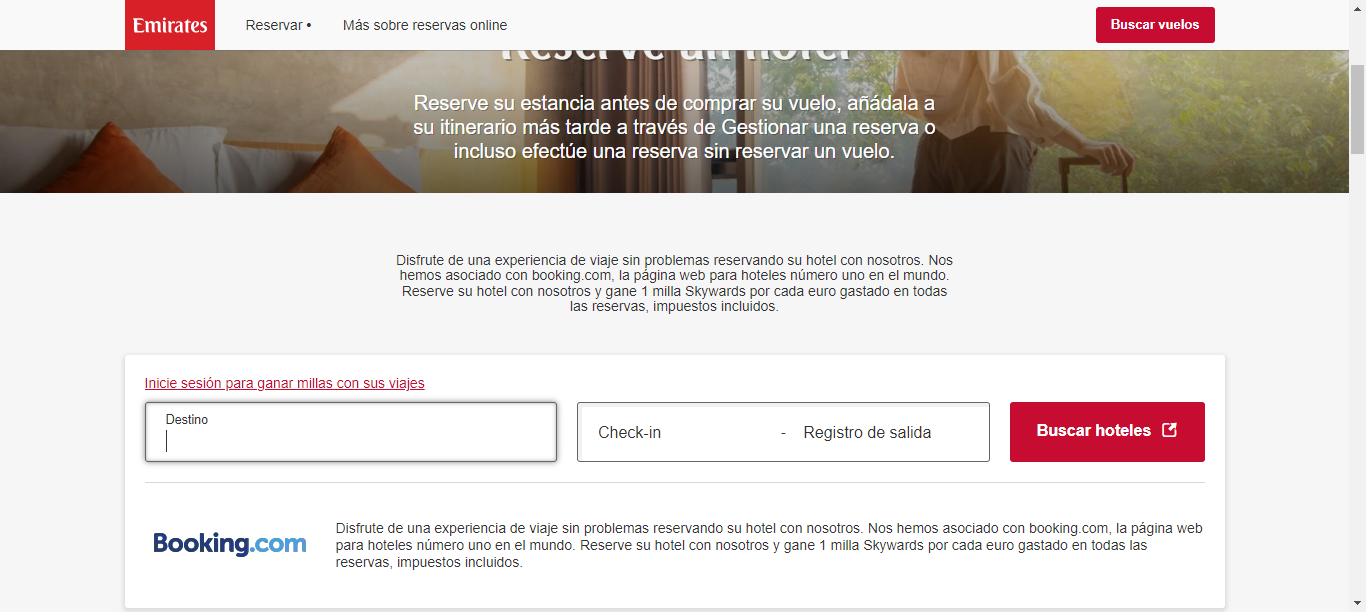 Emirates
Reservar •
Más sobre reservas online
Buscar vuelos
Reserve un hotel
Reserve su estancia antes de comprar su vuelo, añádala a
su itinerario más tarde a través de Gestionar una reserva o
incluso efectúe una reserva sin reservar un vuelo.
Disfrute de una experiencia de viaje sin problemas reservando su hotel con nosotros. Nos
hemos asociado con booking.com, la página web para hoteles número uno en el mundo.
Reserve su hotel con nosotros y gane 1 milla Skywards por cada euro gastado en todas
las reservas, impuestos incluidos.
Inicie sesión para ganar millas con sus viajes
Destino
Check-in
-
Registro de salida
Buscar hoteles
Booking.com
Disfrute de una experiencia de viaje sin problemas reservando su hotel con nosotros. Nos hemos asociado con booking.com, la página web
para hoteles número uno en el mundo. Reserve su hotel con nosotros y gane 1 milla Skywards por cada euro gastado en todas las
reservas, impuestos incluidos.